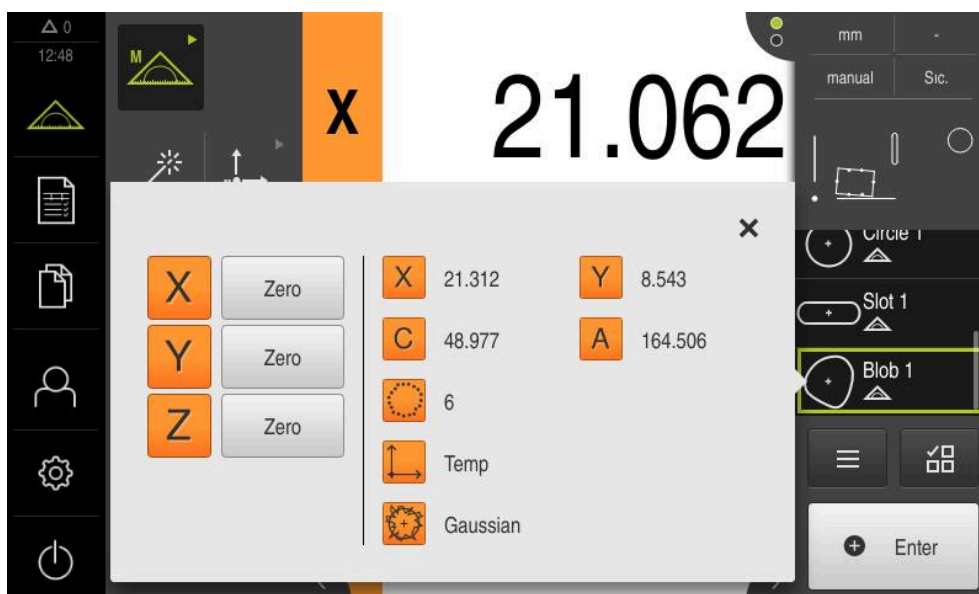 0
12:48
M
X
21.062
mm
-
manual
Sıc.
X
Zero
Y
Zero
Z
Zero
X
21.312
Y
8.543
C
48.977
A
164.506
6
Temp
Gaussian
Circle 1
Slot 1
Blob 1
Enter